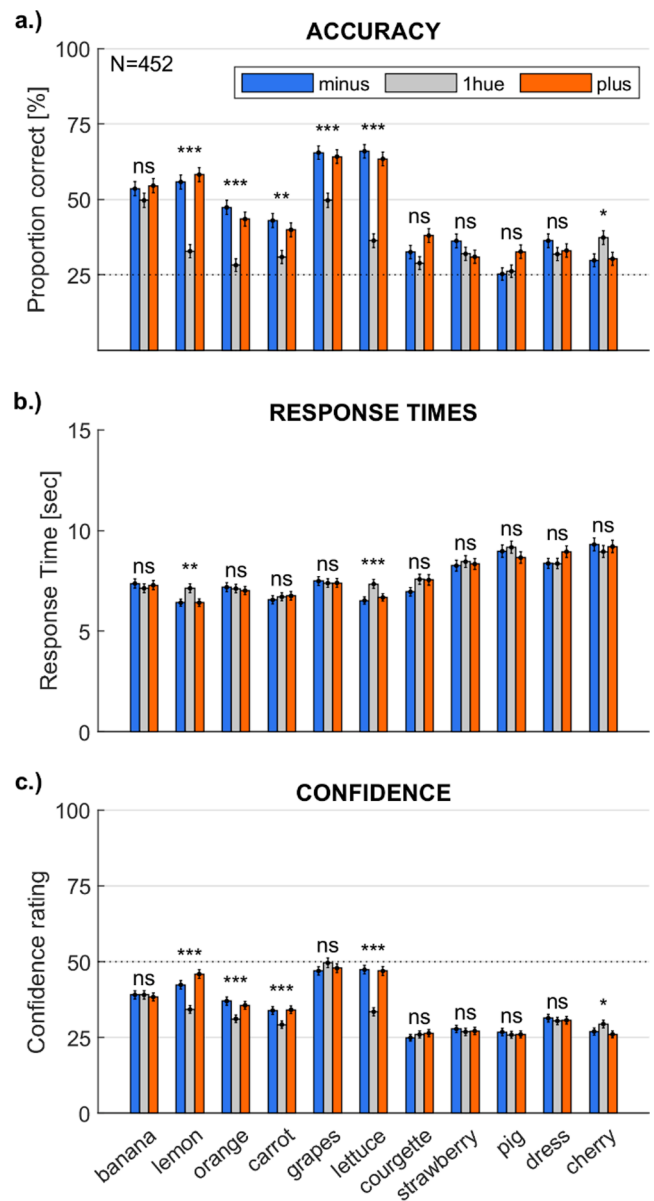 a.)
ACCURACY
N=452
minus 1hue plus
Proportion correct [%]
100
75
50
25
ns *** *** ** *** *** ns ns ns ns *
b.)
RESPONSE TIMES
Response Time [sec]
15
10
5
0
ns ** ns ns ns *** ns ns ns ns ns
c.)
CONFIDENCE
Confidence rating
100
75
50
25
0
ns *** *** *** ns *** ns ns ns ns *
banana lemon orange carrot grapes lettuce courgette strawberry pig dress cherry